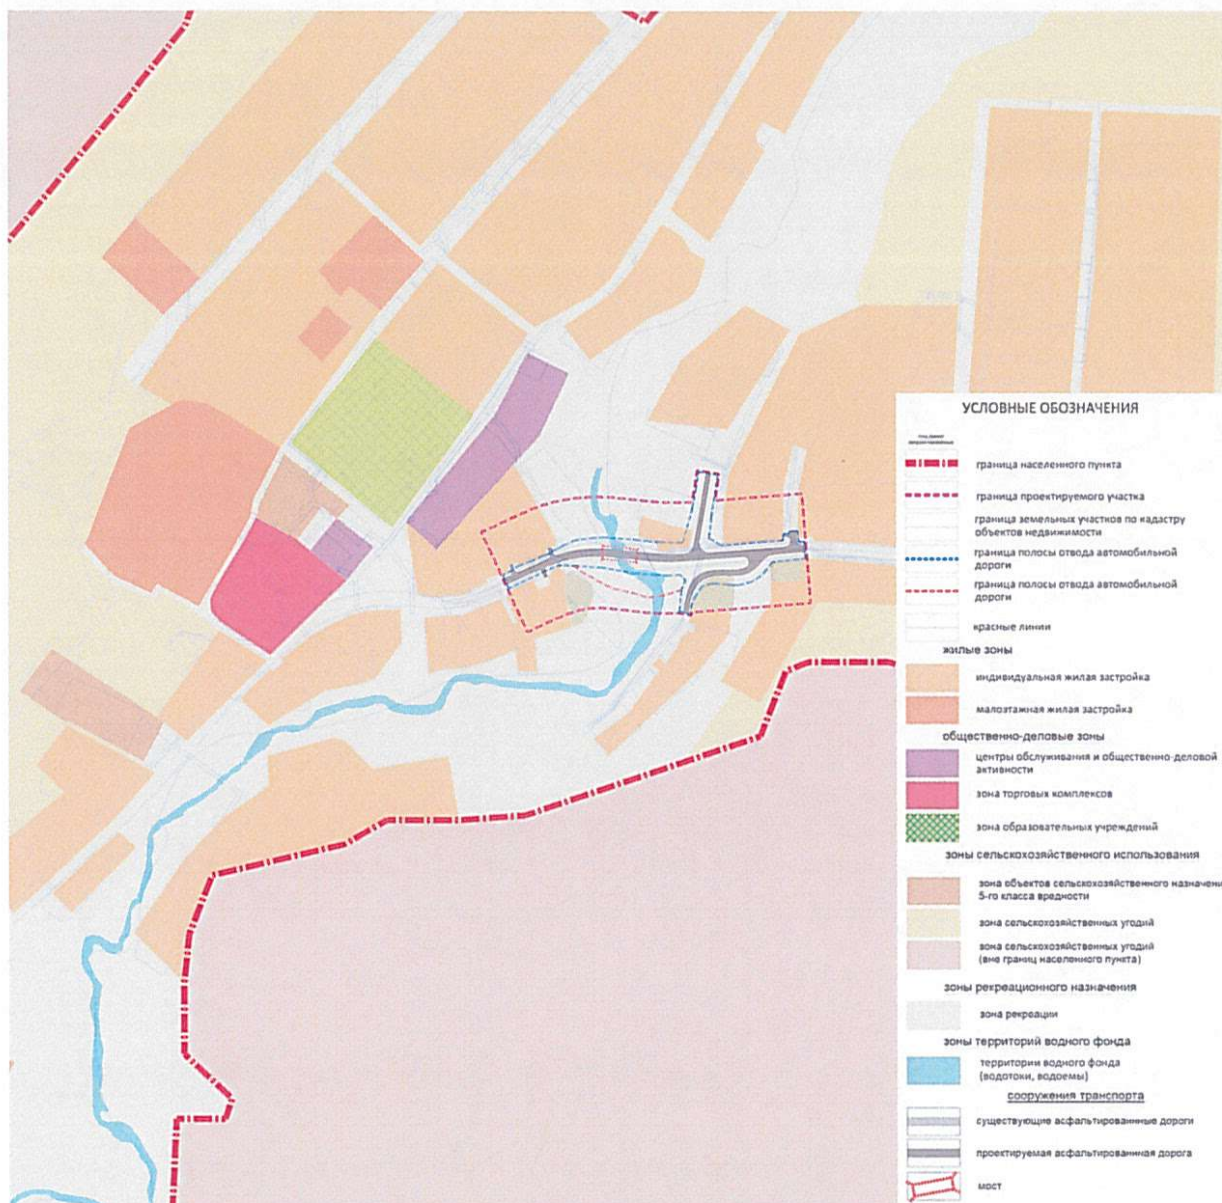 УСЛОВНЫЕ ОБОЗНАЧЕНИЯ
граница населенного пункта
граница проектируемого участка
граница земельных участков по кадастру
объектов недвижимости
граница полосы отвода автомобильной
дороги
граница полосы отвода автомобильной
дороги
красные линии
жилые зоны
индивидуальная жилая застройка
малоэтажная жилая застройка
общественно-деловые зоны
центры обслуживания и общественно-деловой
активности
зона торговых комплексов
зона образовательных учреждений
зоны сельскохозяйственного использования
зона объектов сельскохозяйственного назначени
5-го класса вредности
зона сельскохозяйственных угодий
зона сельскохозяйственных угодий
(вне границ населенного пункта)
зоны рекреационного назначения
зона рекреации
зоны территорий водного фонда
территории водного фонда
(водотоки, водоемы)
сооружения транспорта
существующие асфальтированные дороги
проектируемая асфальтированная дорога
мост